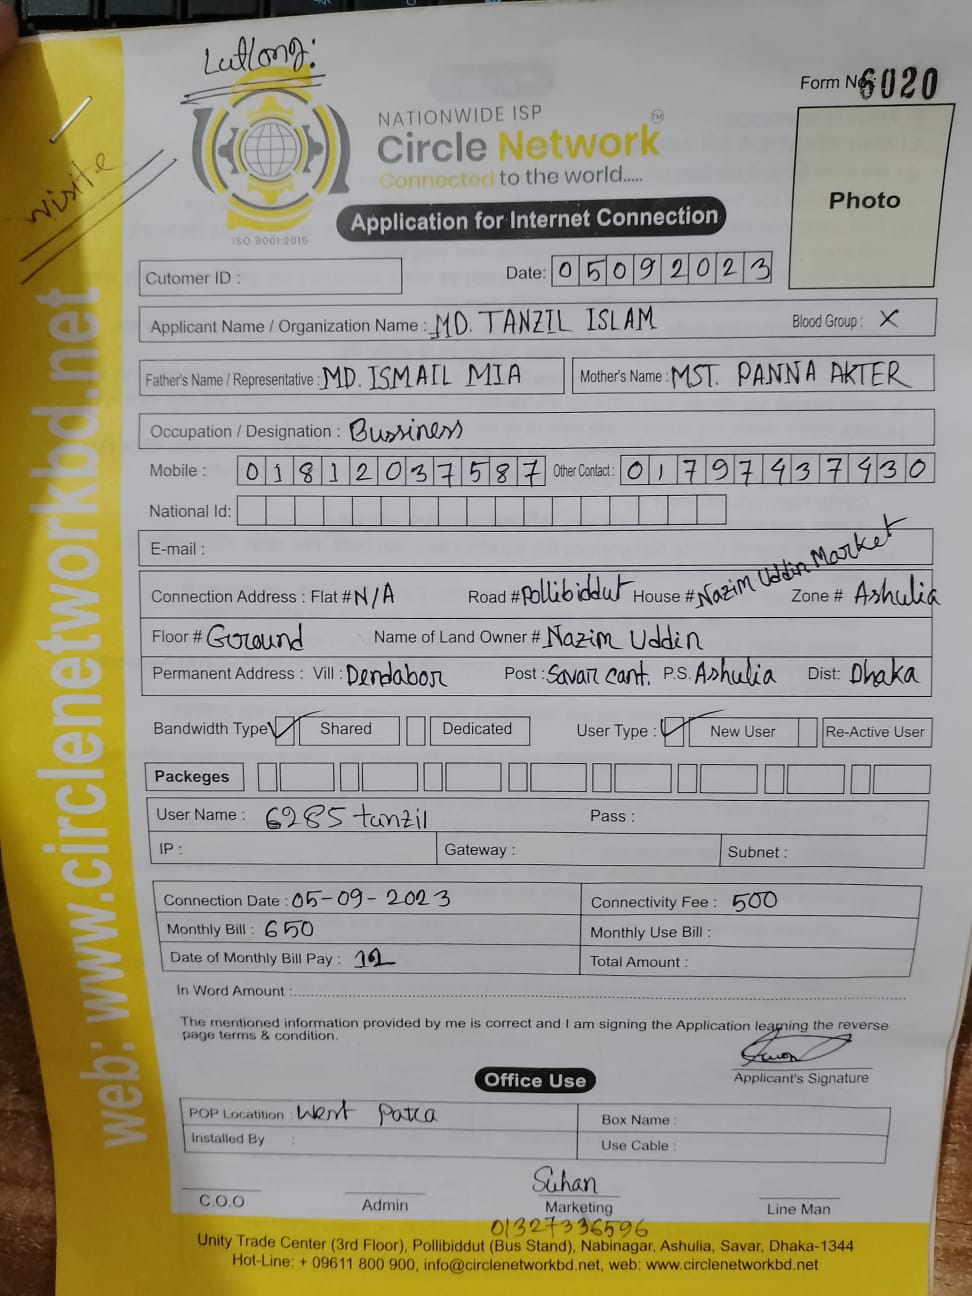 Lutlong:
Visite
Form No: 6020
NATIONWIDE ISP
Circle Network TM
Connected to the world.....
ISO 9001:2015
Application for Internet Connection
Photo
Cutomer ID :
Date: 05092023
Applicant Name / Organization Name : MD. TANZIL ISLAM Blood Group : X
Father's Name / Representative : MD. ISMAIL MIA Mother's Name : MST. PANNA AKTER
Occupation / Designation : Bussiness
Mobile : 01812037587 Other Contact : 01797437430
National Id:
E-mail :
Connection Address : Flat # N/A Road # Pollibiddut House # Nazim Uddin Market Zone # Ashulia
Floor # Goround Name of Land Owner # Nazim Uddin
Permanent Address : Vill : Dendabor Post : Savar cant. P.S. Ashulia Dist: Dhaka
Bandwidth Type Shared Dedicated User Type : New User Re-Active User
Packeges
User Name : 6285tanzil Pass :
IP : Gateway : Subnet :
Connection Date : 05-09-2023 Connectivity Fee : 500
Monthly Bill : 650 Monthly Use Bill :
Date of Monthly Bill Pay : 12 Total Amount :
In Word Amount :
The mentioned information provided by me is correct and I am signing the Application learning the reverse
page terms & condition.
Applicant's Signature
Office Use
POP Locatition : West Box Name :
Installed By : Use Cable :
Suhan
C.O.O Admin Marketing Line Man
01327336596
Unity Trade Center (3rd Floor), Pollibiddut (Bus Stand), Nabinagar, Ashulia, Savar, Dhaka-1344
Hot-Line: + 09611 800 900, info@circlenetworkbd.net, web: www.circlenetworkbd.net
web: www.circlenetworkbd.net